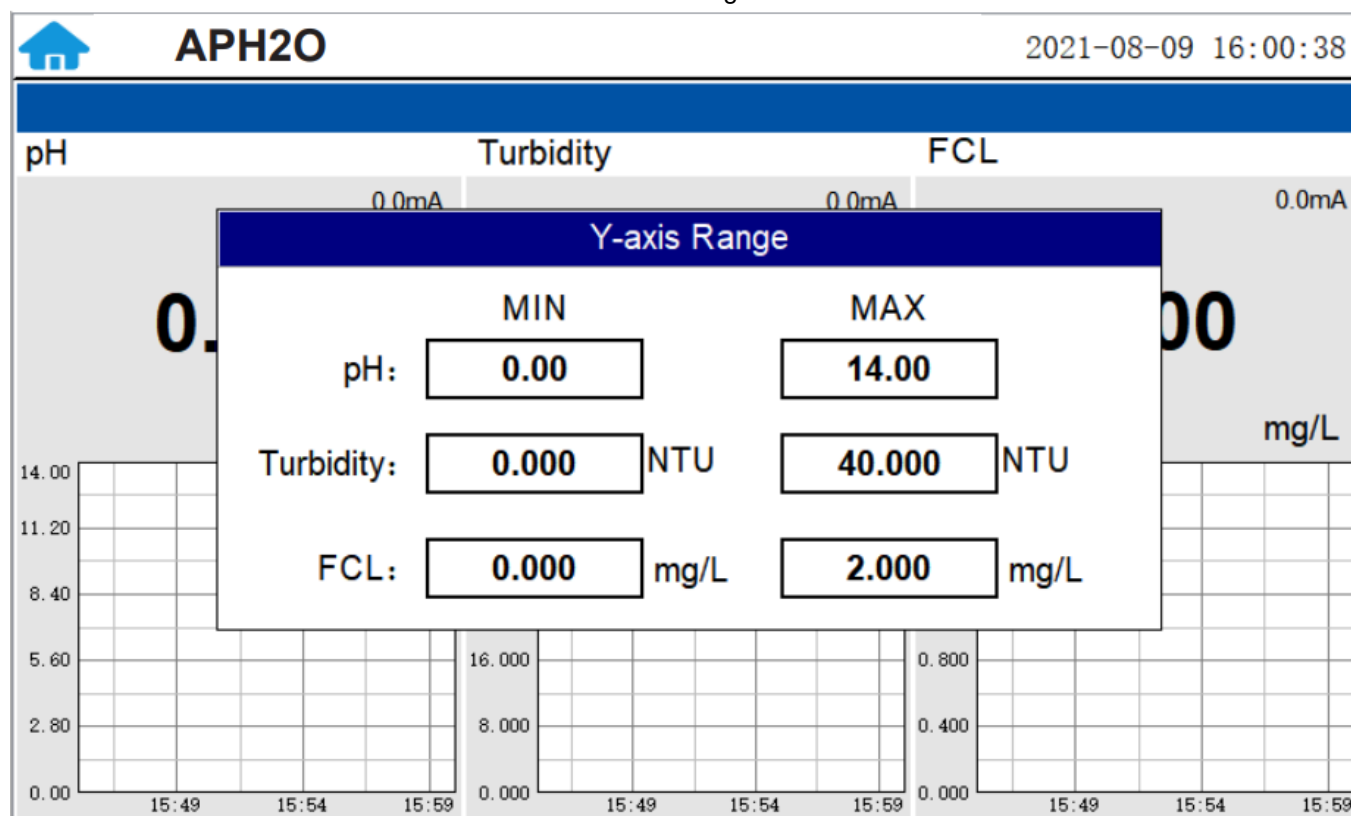 APH2O 2021-08-09 16:00:38
pH Turbidity FCL
0.0mA 0.0mA 0.0mA
Y-axis Range
MIN MAX
pH: 0.00 14.00
Turbidity: 0.000 NTU 40.000 NTU
FCL: 0.000 mg/L 2.000 mg/L
0. 00
mg/L
14.00
11.20
8.40
5.60 16.000 0.800
2.80 8.000 0.400
0.00 0.000 0.000
15:49 15:54 15:59 15:49 15:54 15:59 15:49 15:54 15:59